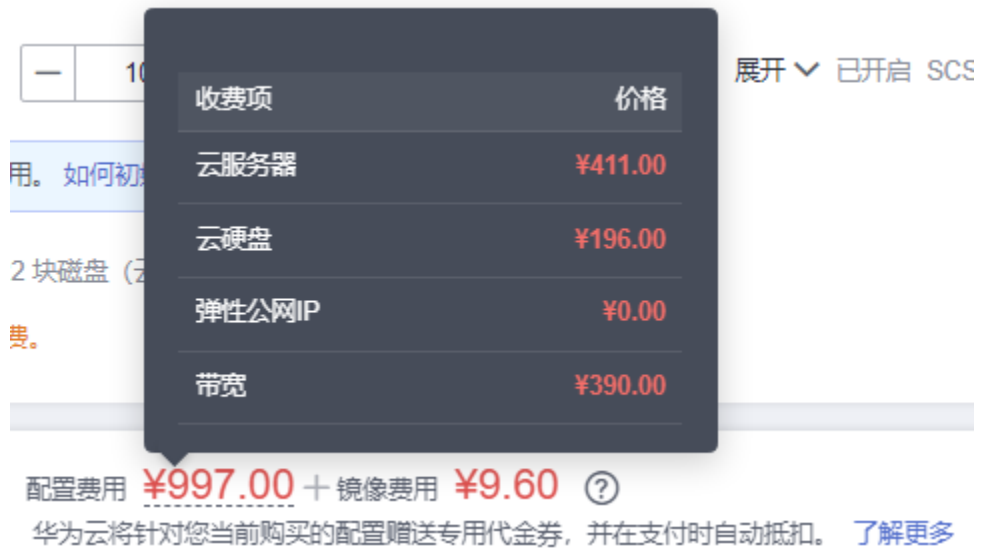 10
展开 已开启 SCS
收费项 价格
云服务器 ¥411.00
用。 如何初
云硬盘 ¥196.00
2 块磁盘（
弹性公网IP ¥0.00
费。
带宽 ¥390.00
配置费用 ¥997.00 + 镜像费用 ¥9.60 ?
华为云将针对您当前购买的配置赠送专用代金券，并在支付时自动抵扣。 了解更多